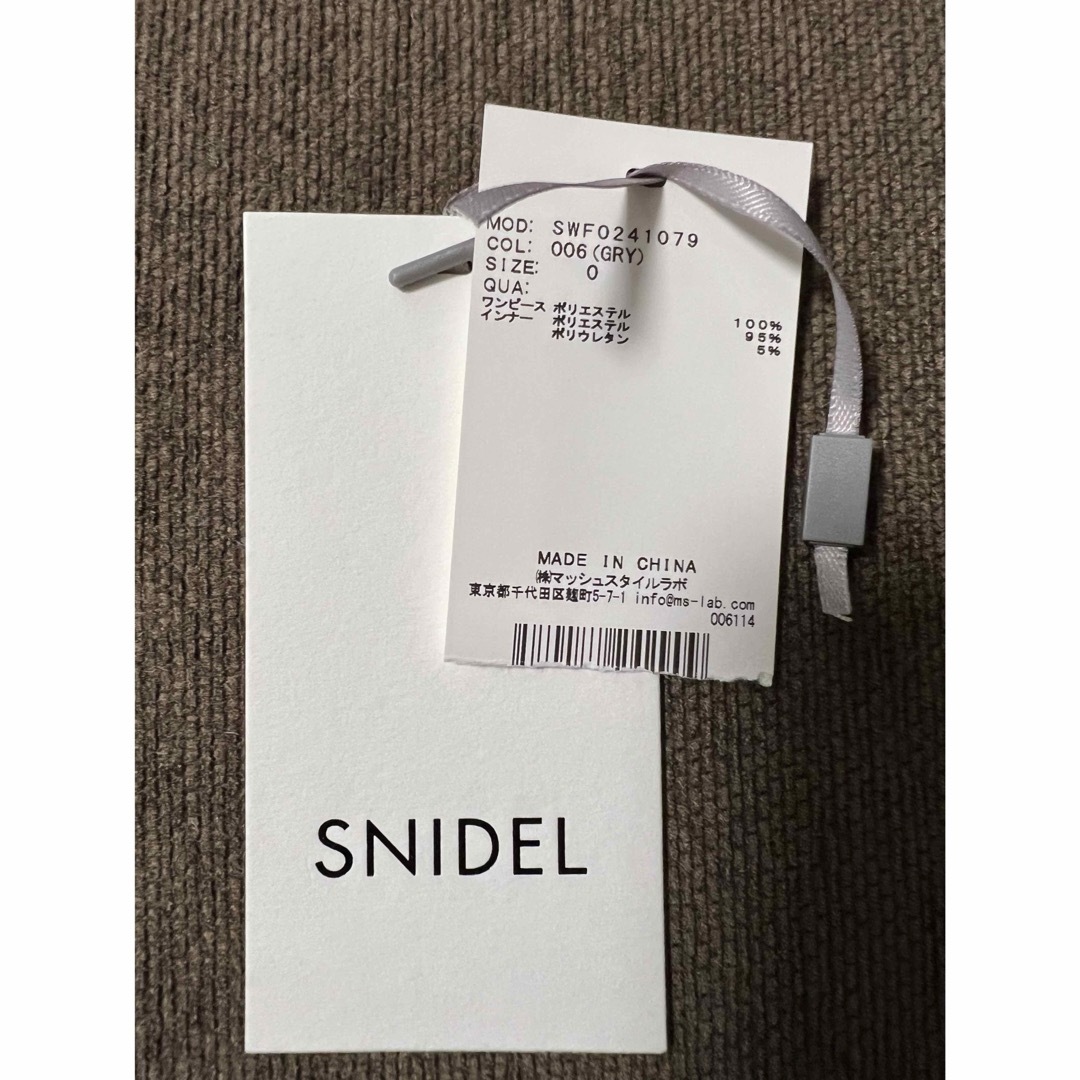 MOD: SWF0241079
COL: 006(GRY)
SIZE: 0
QUA:
ワンピース ポリエステル 100%
インナー ポリエステル 95%
ポリウレタン 5%
MADE IN CHINA
㈱マッシュスタイルラボ
東京都千代田区麹町5-7-1 info@ms-lab.com
006114
SNIDEL